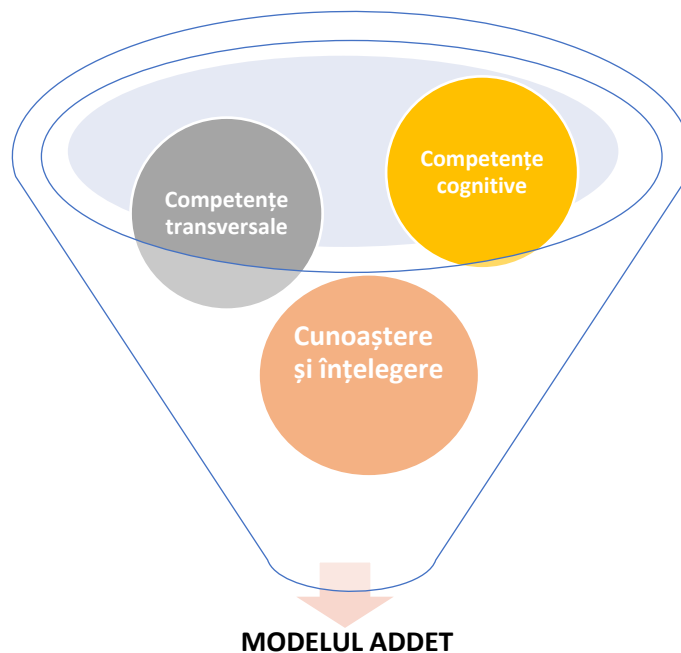 Competențe
cognitive
Competențe
transversale
Cunoaștere
și înțelegere
MODELUL ADDET